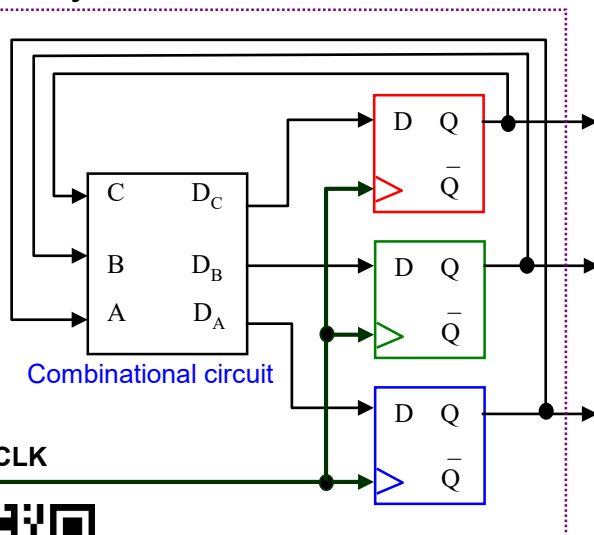 D Q
Q̅
C D_C
B D_B
A D_A
Combinational circuit
D Q
Q̅
D Q
Q̅
CLK